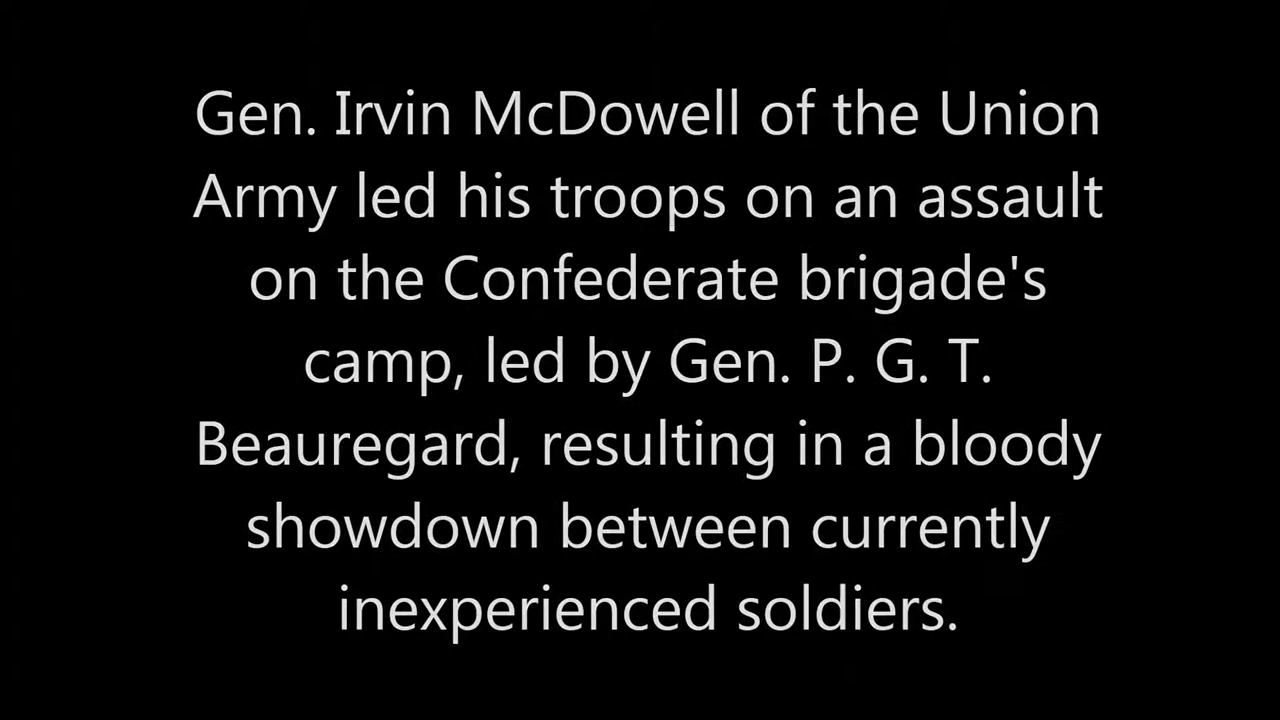 Gen. Irvin McDowell of the Union
Army led his troops on an assault
on the Confederate brigade's
camp, led by Gen. P. G. T.
Beauregard, resulting in a bloody
showdown between currently
inexperienced soldiers.